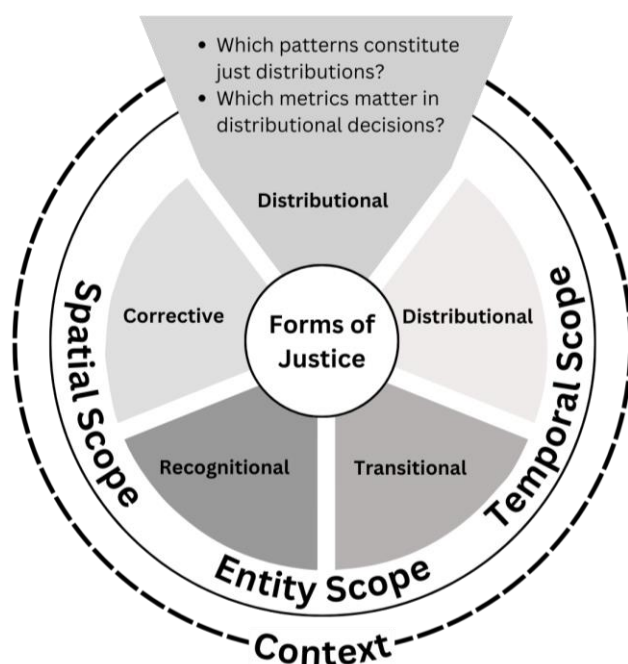 • Which patterns constitute
just distributions?
• Which metrics matter in
distributional decisions?
Distributional
Corrective
Forms of
Justice
Distributional
Recognitional
Transitional
Spatial Scope
Entity Scope
Temporal Scope
Context